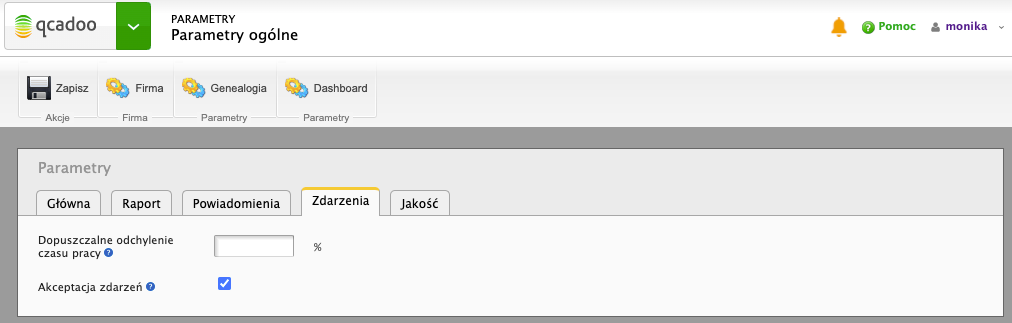 qcadoo
PARAMETRY
Parametry ogólne
Pomoc
monika
Zapisz
Firma
Genealogia
Dashboard
Akcje
Firma
Parametry
Parametry
Parametry
Główna
Raport
Powiadomienia
Zdarzenia
Jakość
Dopuszczalne odchylenie
czasu pracy
%
Akceptacja zdarzeń